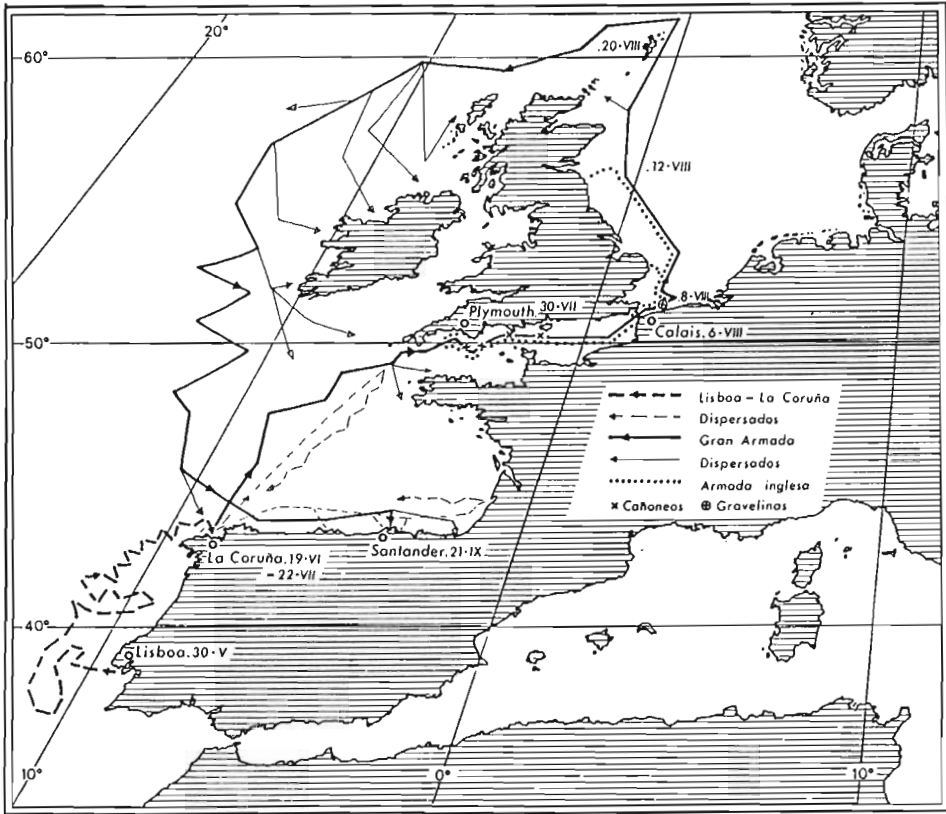 20°
60°
.20·VIII
.12·VIII
8·VIII
Plymouth.30·VII
Calais.6·VIII
50°
Lisboa – La Coruña
Dispersados
Gran Armada
Dispersados
Armada inglesa
x Cañoneos ⊕ Gravelinas
La Coruña.19·VI
–22·VII
Santander.21·IX
40°
Lisboa.30·V
10°
0°
10°